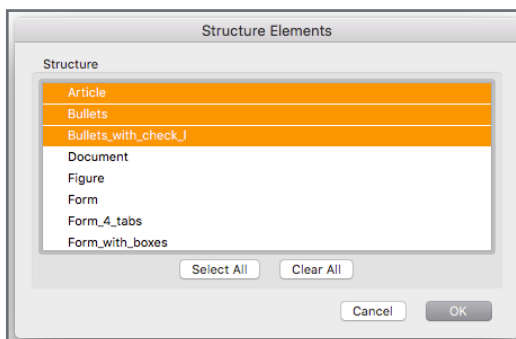 Structure Elements
Structure
Article
Bullets
Bullets_with_check_l
Document
Figure
Form
Form_4_tabs
Form_with_boxes
Select All Clear All
Cancel OK